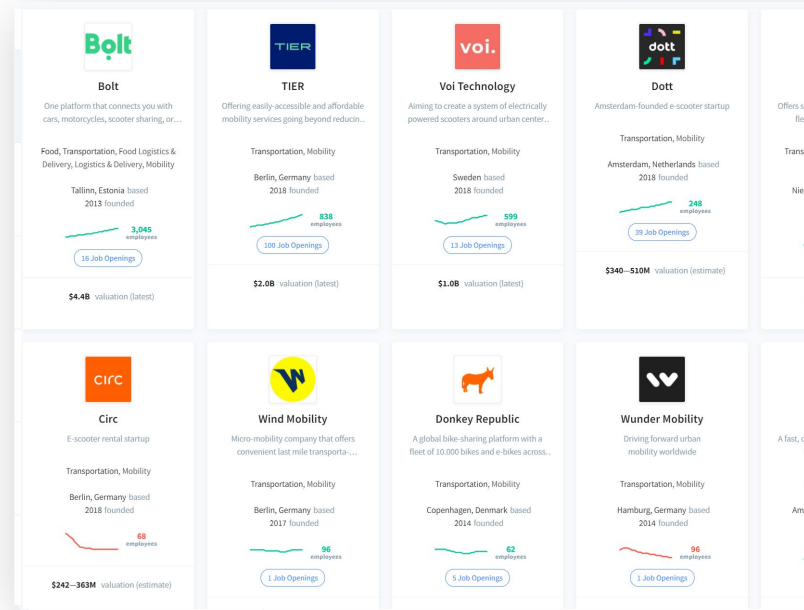 Bolt
Bolt
One platform that connects you with
cars, motorcycles, scooter sharing, or...
Food, Transportation, Food Logistics &
Delivery, Logistics & Delivery, Mobility
Tallinn, Estonia based
2013 founded
3,045
employees
16 Job Openings
$4.4B valuation (latest)
TIER
TIER
Offering easily-accessible and affordable
mobility services going beyond reducin..
Transportation, Mobility
Berlin, Germany based
2018 founded
838
employees
100 Job Openings
$2.0B valuation (latest)
voi.
Voi Technology
Aiming to create a system of electrically
powered scooters around urban center..
Transportation, Mobility
Sweden based
2018 founded
599
employees
13 Job Openings
$1.0B valuation (latest)
dott
Dott
Amsterdam-founded e-scooter startup
Transportation, Mobility
Amsterdam, Netherlands based
2018 founded
248
employees
39 Job Openings
$340—510M valuation (estimate)
Offers s
fle
Trans
Nie
CIrC
Circ
E-scooter rental startup
Transportation, Mobility
Berlin, Germany based
2018 founded
68
employees
$242—363M valuation (estimate)
W
Wind Mobility
Micro-mobility company that offers
convenient last mile transporta-...
Transportation, Mobility
Berlin, Germany based
2017 founded
96
employees
1 Job Openings
Donkey Republic
A global bike-sharing platform with a
fleet of 10.000 bikes and e-bikes across..
Transportation, Mobility
Copenhagen, Denmark based
2014 founded
62
employees
5 Job Openings
Wunder Mobility
Driving forward urban
mobility worldwide
Transportation, Mobility
Hamburg, Germany based
2014 founded
96
employees
1 Job Openings
A fast, c
Am